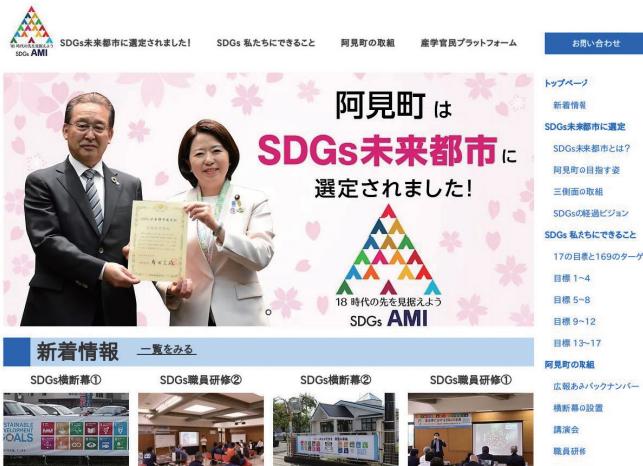 18 時代の先を見据えよう
SDGs AMI
SDGs未来都市に選定されました!
SDGs 私たちにできること
阿見町の取組
産学官民プラットフォーム
お問い合わせ
阿見町は
SDGs未来都市に
選定されました!
18 時代の先を見据えよう
SDGs AMI
トップページ
新着情報
SDGs未来都市に選定
SDGs未来都市とは?
阿見町の目指す姿
三側面の取組
SDGsの経過ビジョン
SDGs 私たちにできること
17の目標と169のターゲ
目標 1~4
目標 5~8
目標 9~12
目標 13~17
阿見町の取組
広報あみバックナンバー
横断幕の設置
講演会
職員研修
新着情報
一覧をみる
SDGs横断幕①
SDGs職員研修②
SDGs横断幕②
SDGs職員研修①